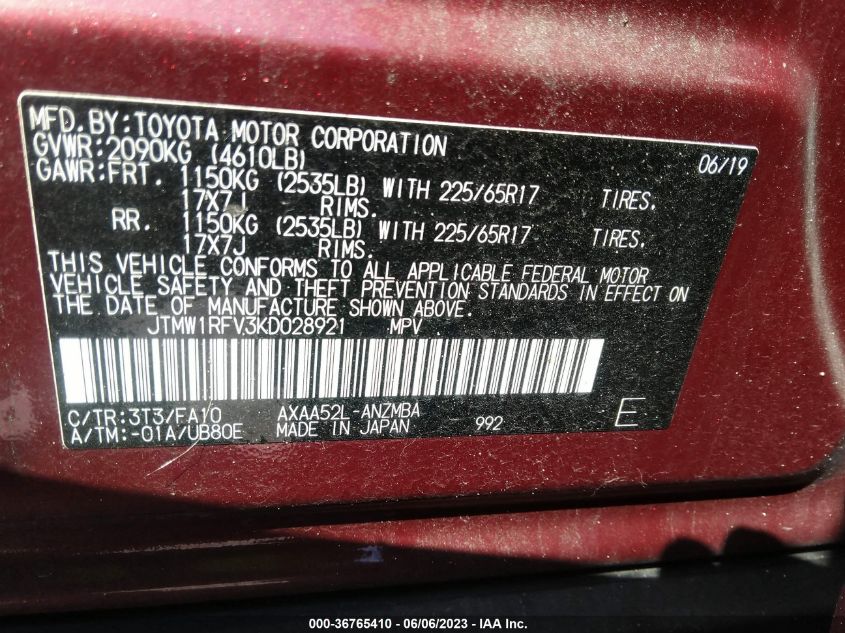 MFD.BY:TOYOTA MOTOR CORPORATION 06/19
GVWR:2090KG (4610LB)
GAWR:FRT. 1150KG (2535LB) WITH 225/65R17 TIRES.
17X7J RIMS.
RR. 1150KG (2535LB) WITH 225/65R17 TIRES.
17X7J RIMS.
THIS VEHICLE CONFORMS TO ALL APPLICABLE FEDERAL MOTOR
VEHICLE SAFETY AND THEFT PREVENTION STANDARDS IN EFFECT ON
THE DATE OF MANUFACTURE SHOWN ABOVE.
JTMW1RFV3KD028921 MPV
C/TR:3T3/FA10 AXAA52L-ANZMBA E
A/TM:-01A/UB80E MADE IN JAPAN 992
000-36765410 - 06/06/2023 - IAA Inc.